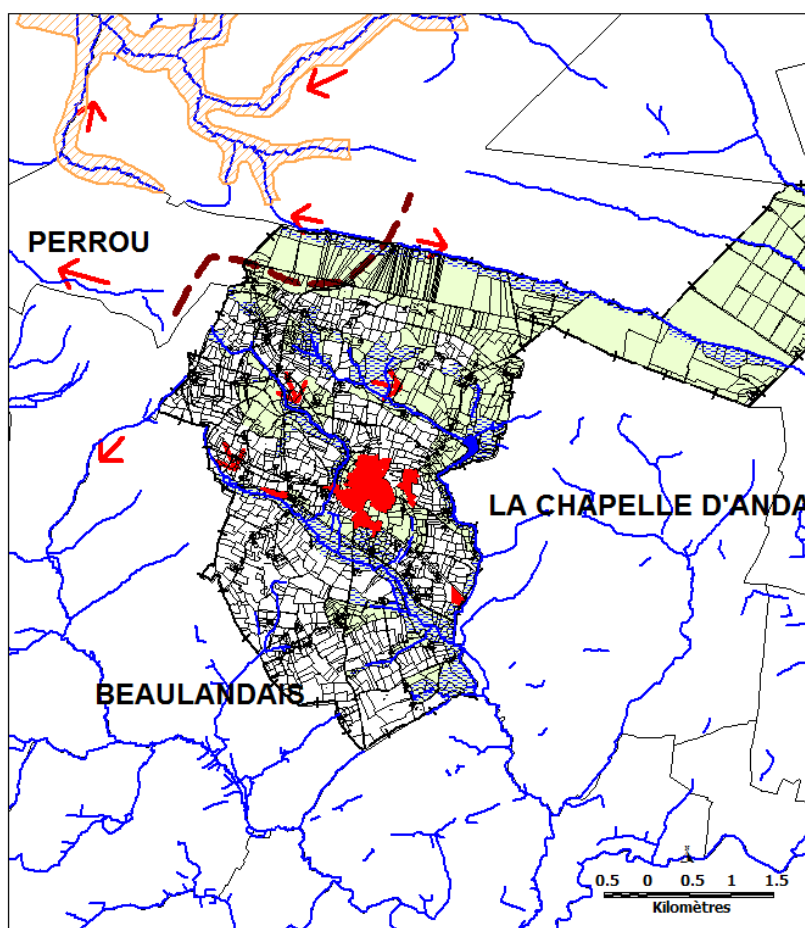 PERROU
LA CHAPELLE D'ANDA
BEAULANDAIS
0.5 0 0.5 1 1.5
Kilomètres